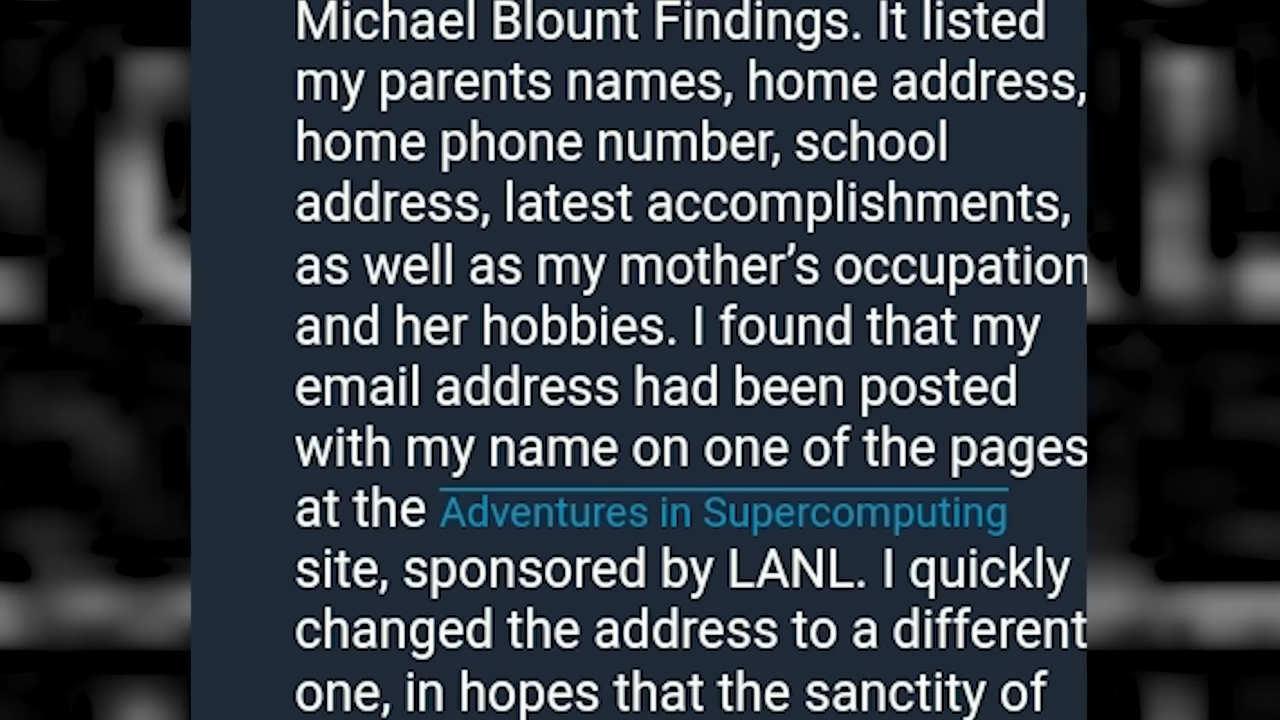 Michael Blount Findings. It listed
my parents names, home address,
home phone number, school
address, latest accomplishments,
as well as my mother’s occupation
and her hobbies. I found that my
email address had been posted
with my name on one of the pages
at the Adventures in Supercomputing
site, sponsored by LANL. I quickly
changed the address to a different
one, in hopes that the sanctity of